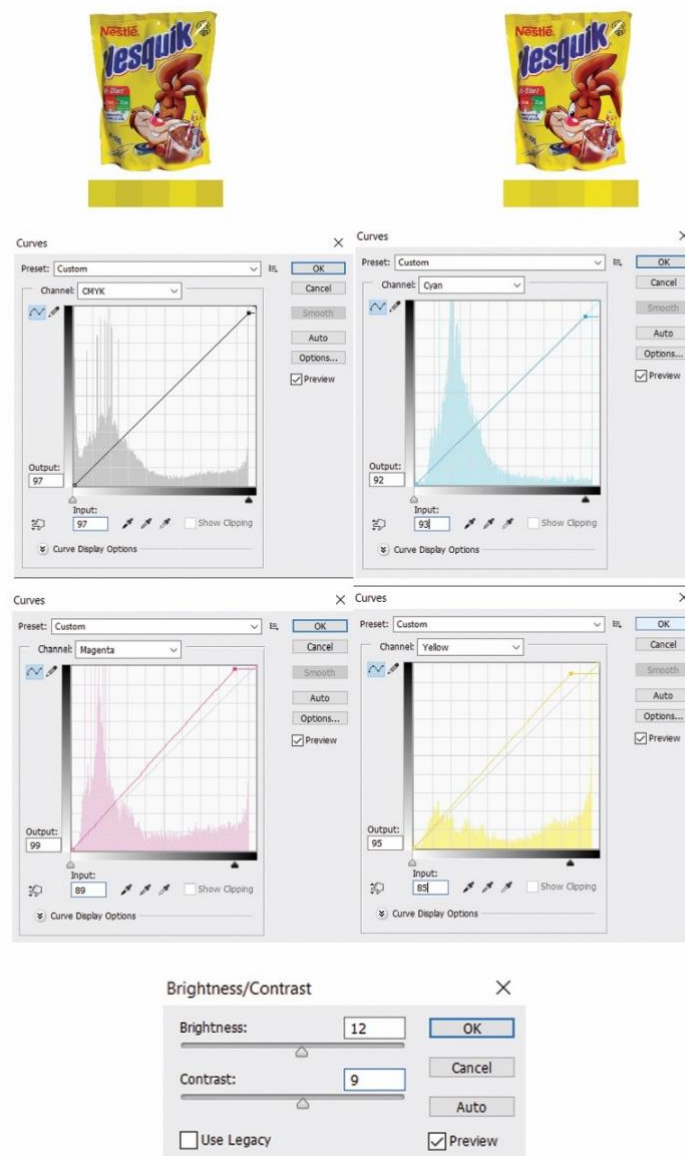 Nestlé
Nesquik
Nestlé
Nesquik
Curves
Preset: Custom
OK
Channel: CMYK
Cancel
Smooth
Auto
Options...
Preview
Output:
97
Input:
97
Show Clipping
Curve Display Options
Curves
Preset: Custom
OK
Channel: Cyan
Cancel
Smooth
Auto
Options...
Preview
Output:
92
Input:
93
Show Clipping
Curve Display Options
Curves
Preset: Custom
OK
Channel: Magenta
Cancel
Smooth
Auto
Options...
Preview
Output:
99
Input:
89
Show Clipping
Curve Display Options
Curves
Preset: Custom
OK
Channel: Yellow
Cancel
Smooth
Auto
Options...
Preview
Output:
95
Input:
85
Show Clipping
Curve Display Options
Brightness/Contrast
Brightness: 12
OK
Cancel
Contrast: 9
Auto
Use Legacy
Preview